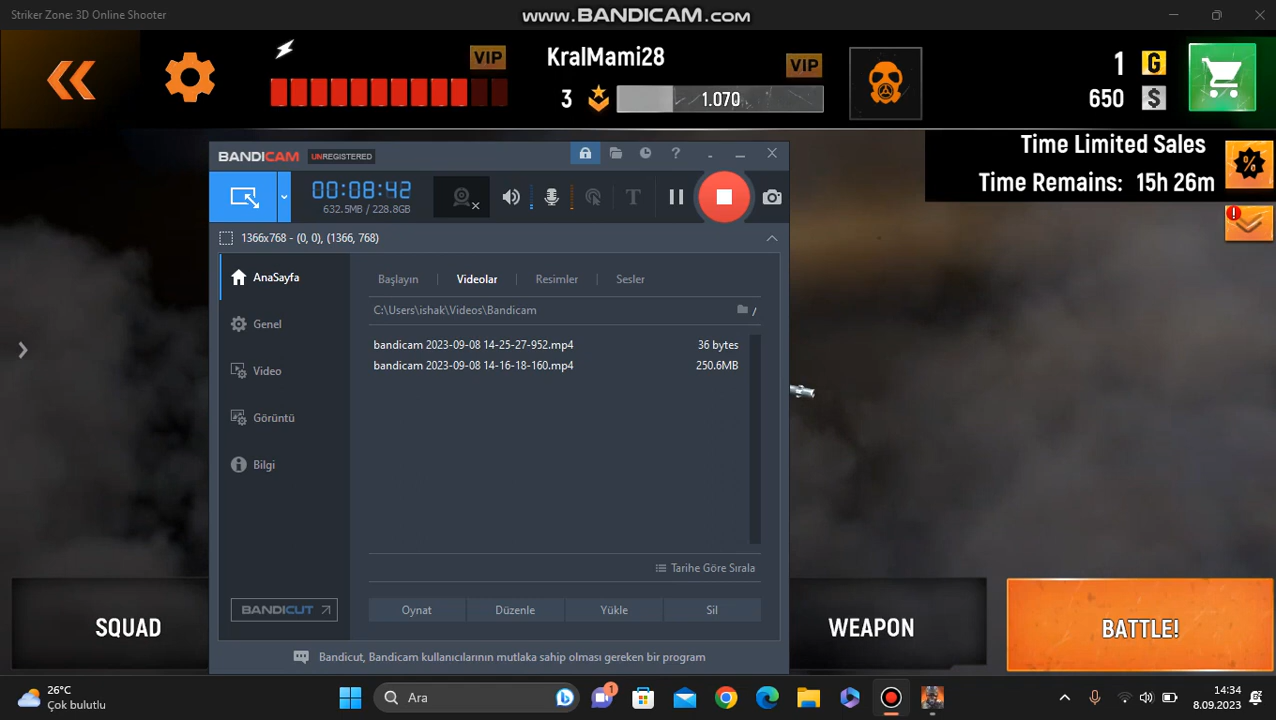 Striker Zone: 3D Online Shooter
www.BANDICAM.com
VIP
KralMami28
VIP
3
1.070
1 G
650 $
Time Limited Sales
Time Remains: 15h 26m
%
!
BANDICAM UNREGISTERED
?
00:08:42
632.5MB / 228.8GB
T
1366x768 - (0, 0), (1366, 768)
AnaSayfa
Genel
Video
Görüntü
Bilgi
BANDICUT
Başlayın
Videolar
Resimler
Sesler
C:\Users\ishak\Videos\Bandicam
/
bandicam 2023-09-08 14-25-27-952.mp4 36 bytes
bandicam 2023-09-08 14-16-18-160.mp4 250.6MB
Tarihe Göre Sırala
Oynat
Düzenle
Yükle
Sil
Bandicut, Bandicam kullanıcılarının mutlaka sahip olması gereken bir program
SQUAD
WEAPON
BATTLE!
26°C
Çok bulutlu
Ara
1
14:34
8.09.2023